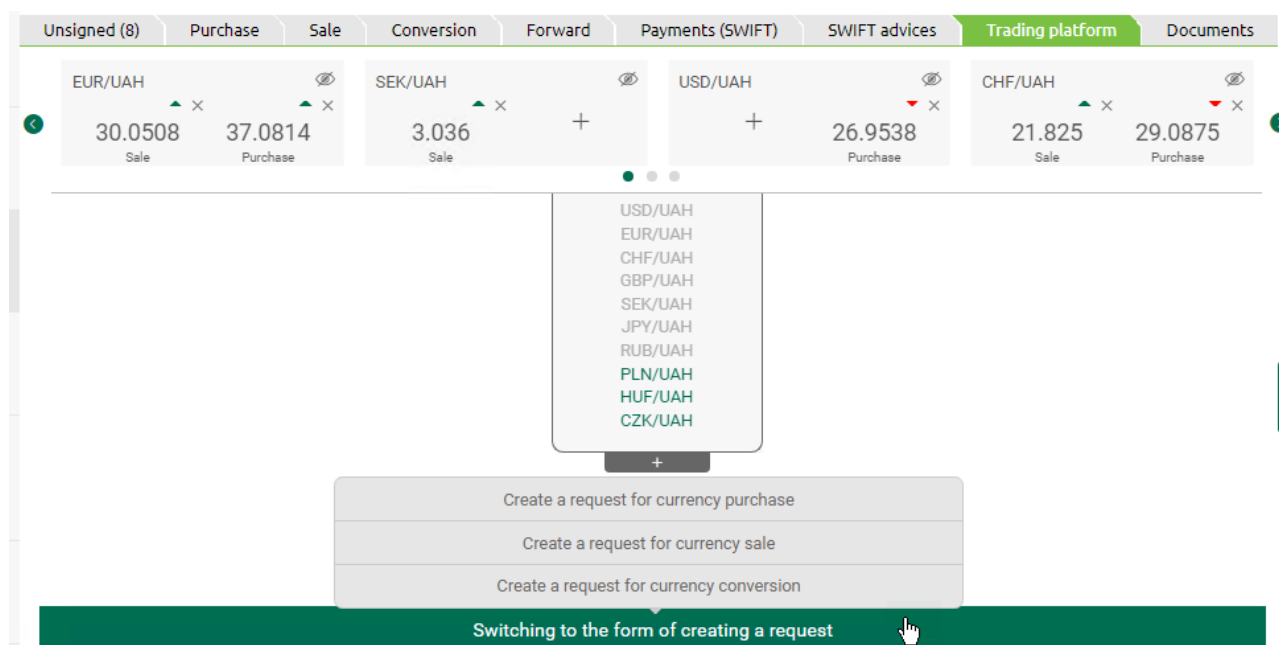 Unsigned (8) Purchase Sale Conversion Forward Payments (SWIFT) SWIFT advices Trading platform Documents
EUR/UAH SEK/UAH USD/UAH CHF/UAH
30.0508 37.0814 3.036 + + 26.9538 21.825 29.0875
Sale Purchase Sale Purchase Sale Purchase
USD/UAH
EUR/UAH
CHF/UAH
GBP/UAH
SEK/UAH
JPY/UAH
RUB/UAH
PLN/UAH
HUF/UAH
CZK/UAH
+
Create a request for currency purchase
Create a request for currency sale
Create a request for currency conversion
Switching to the form of creating a request